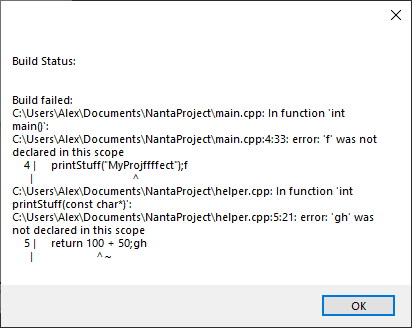 Build Status:
Build failed:
C:\Users\Alex\Documents\NantaProject\main.cpp: In function 'int
main()':
C:\Users\Alex\Documents\NantaProject\main.cpp:4:33: error: 'f' was not
declared in this scope
4 |     printStuff("MyProjffffect");f
|                                 ^
C:\Users\Alex\Documents\NantaProject\helper.cpp: In function 'int
printStuff(const char*)':
C:\Users\Alex\Documents\NantaProject\helper.cpp:5:21: error: 'gh' was
not declared in this scope
5 |     return 100 + 50;gh
|                     ^~
OK